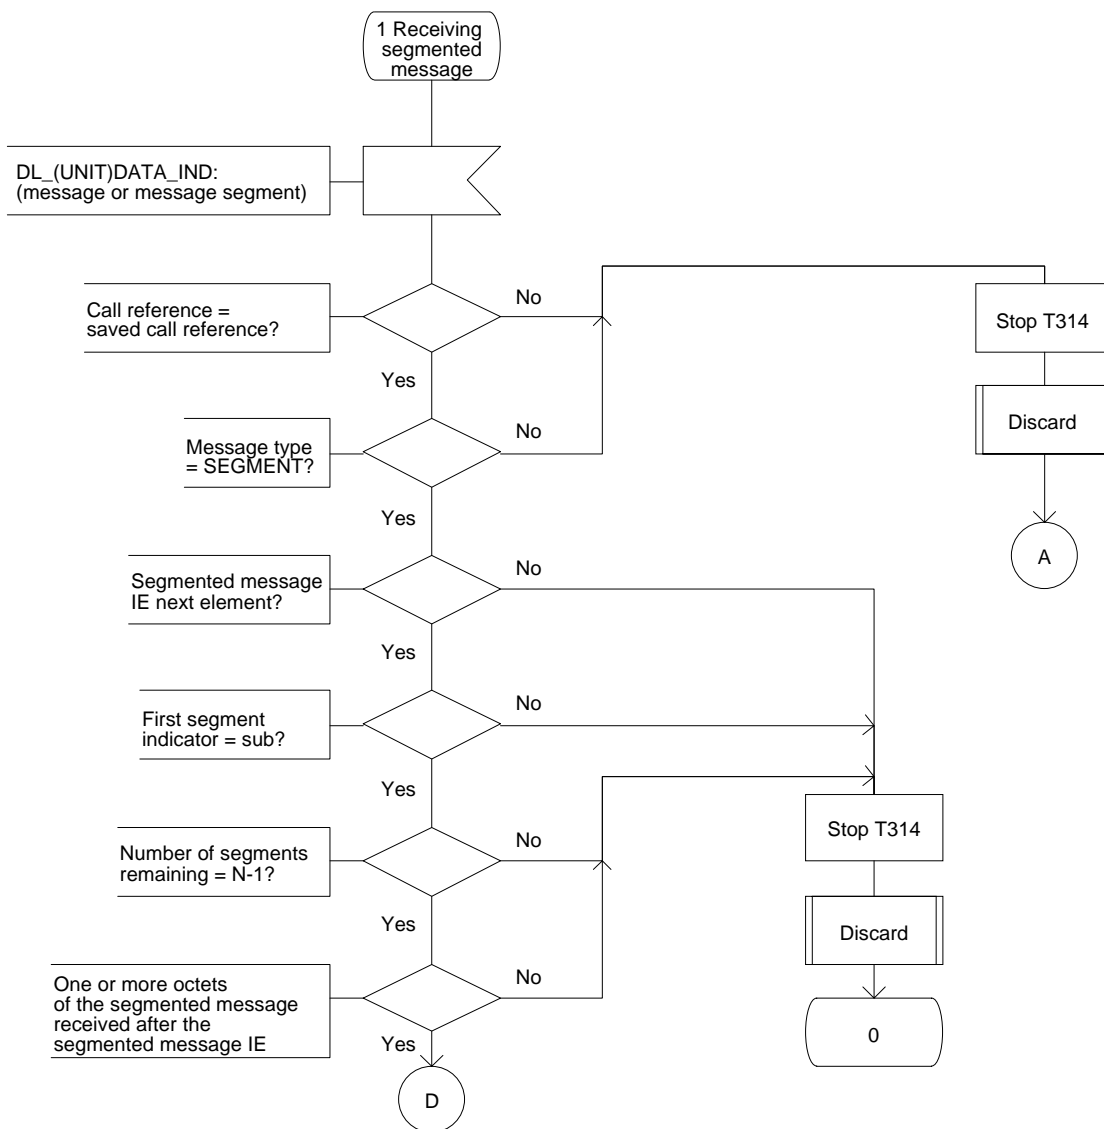 1 Receiving
segmented
message
DL_(UNIT)DATA_IND:
(message or message segment)
Call reference =
saved call reference?
No
Stop T314
Yes
Discard
Message type
= SEGMENT?
No
Yes
A
Segmented message
IE next element?
No
Yes
First segment
indicator = sub?
No
Yes
Stop T314
Number of segments
remaining = N-1?
No
Yes
Discard
One or more octets
of the segmented message
received after the
segmented message IE
No
Yes
0
D